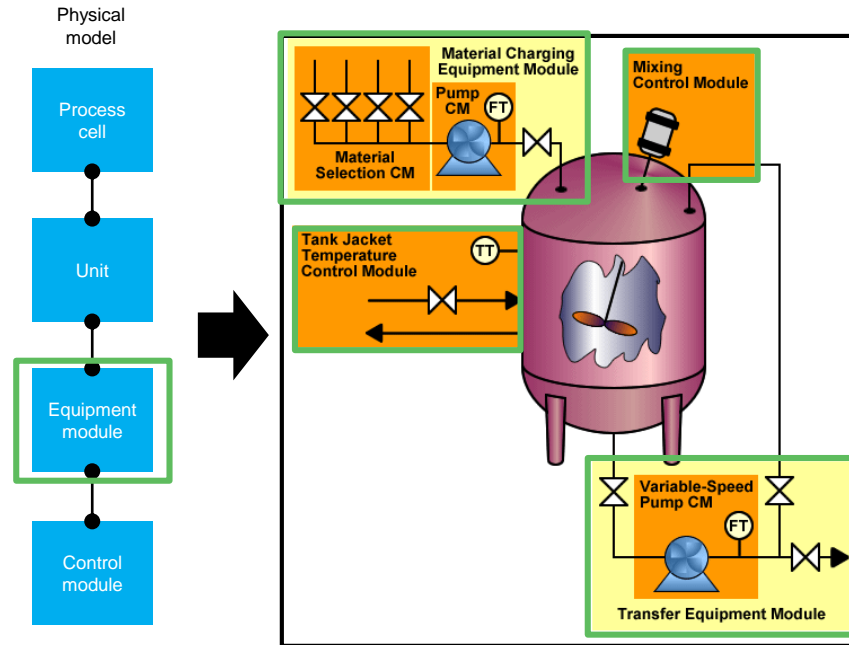 Physical
model
Process
cell
Unit
Equipment
module
Control
module
Material Charging
Equipment Module
Pump
CM
FT
Material
Selection CM
Mixing
Control Module
Tank Jacket
Temperature
Control Module
TT
Variable-Speed
Pump CM
FT
Transfer Equipment Module